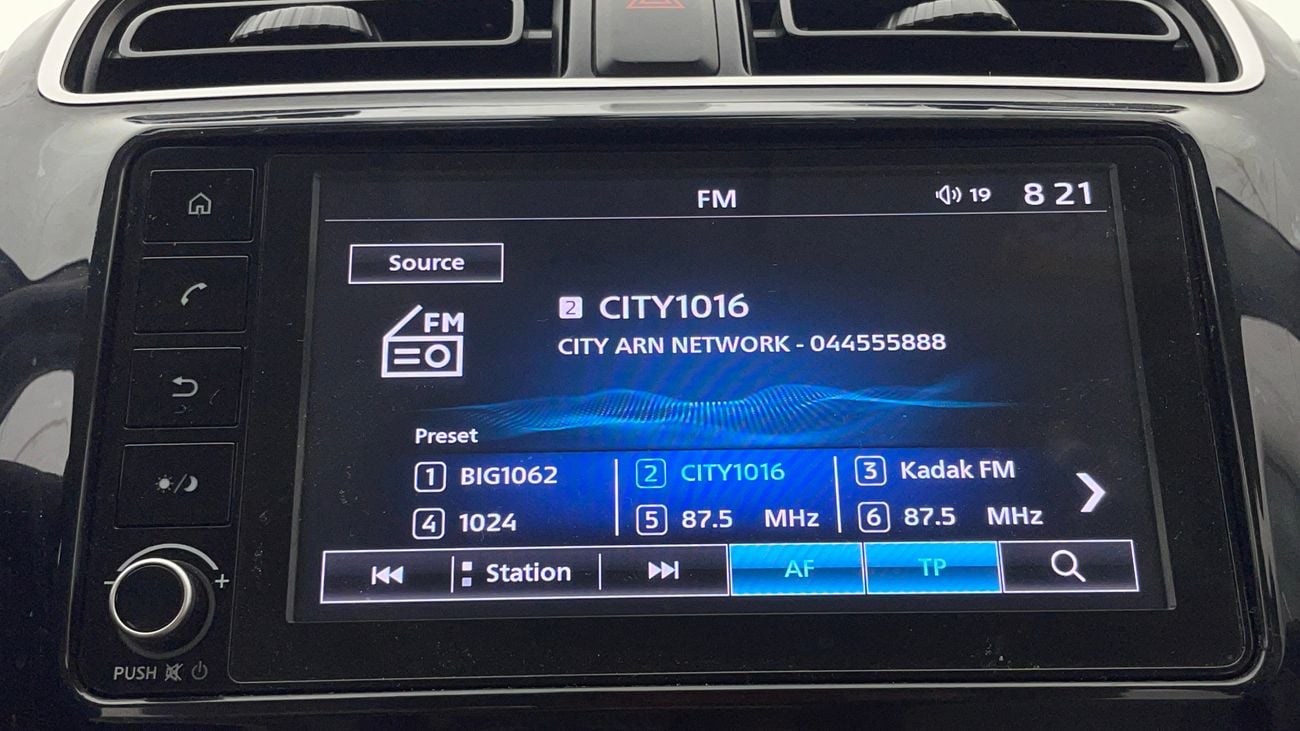 FM 19 8 21
Source
FM
2 CITY1016
CITY ARN NETWORK - 044555888
Preset
1 BIG1062 2 CITY1016 3 Kadak FM
4 1024 5 87.5 MHz 6 87.5 MHz
Station AF TP
- +
PUSH